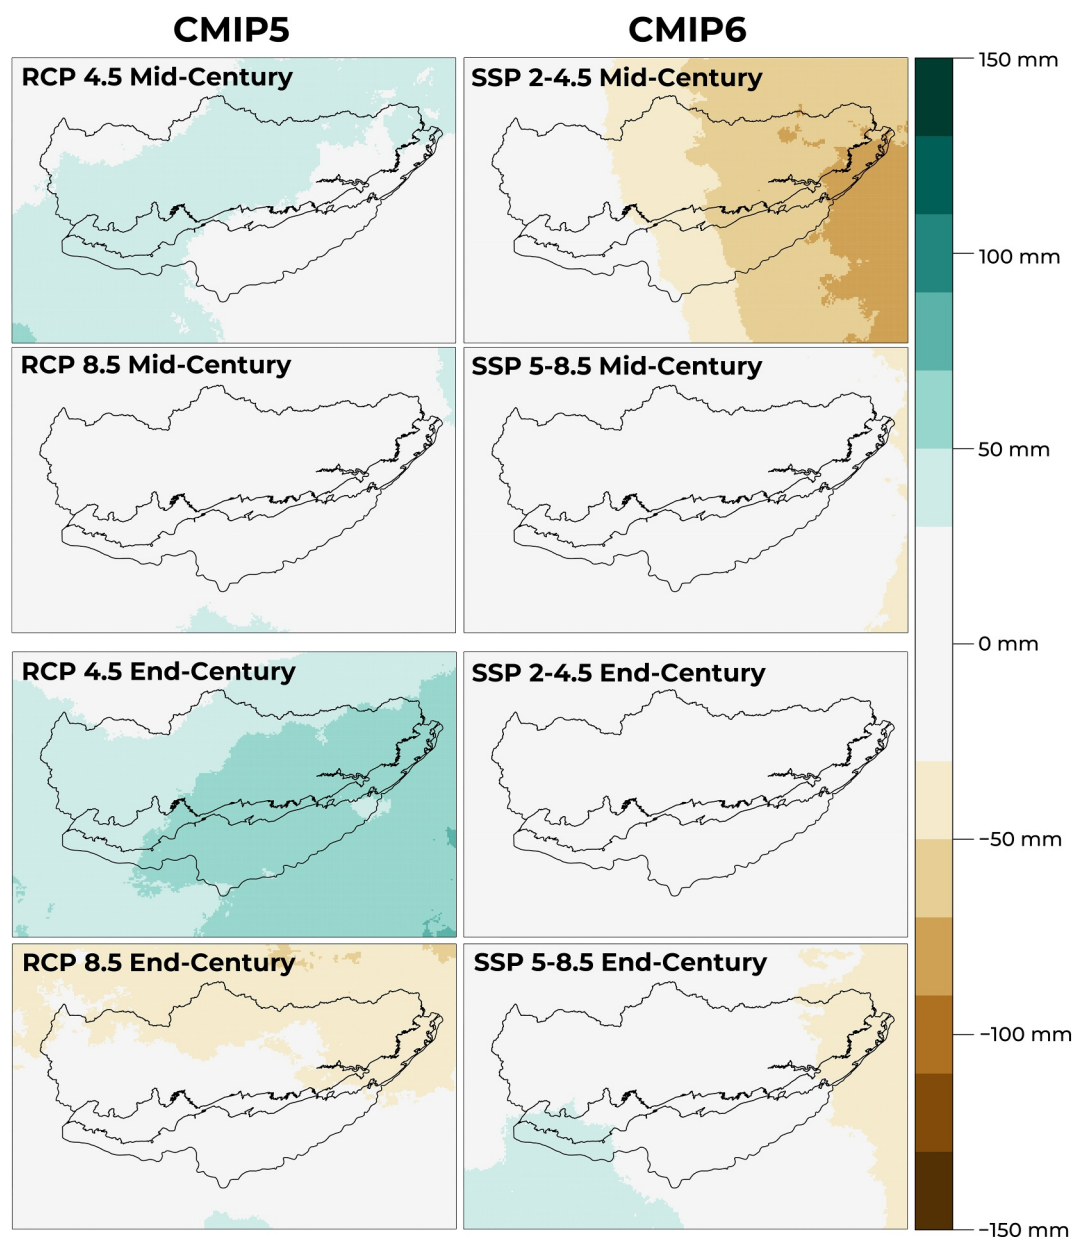 CMIP5 CMIP6
RCP 4.5 Mid-Century SSP 2-4.5 Mid-Century
RCP 8.5 Mid-Century SSP 5-8.5 Mid-Century
RCP 4.5 End-Century SSP 2-4.5 End-Century
RCP 8.5 End-Century SSP 5-8.5 End-Century
150 mm
100 mm
50 mm
0 mm
−50 mm
−100 mm
−150 mm